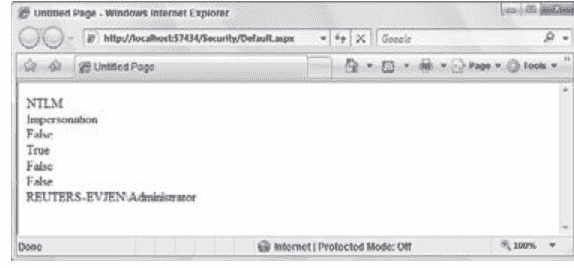 Untitled Page - Windows Internet Explorer
http://localhost:57434/Security/Default.aspx
Google
Untitled Page
Page
Tools
NTLM
Impersonation
False
True
False
False
REUTERS-EVJEN\Administrator
Done
Internet | Protected Mode: Off
100%